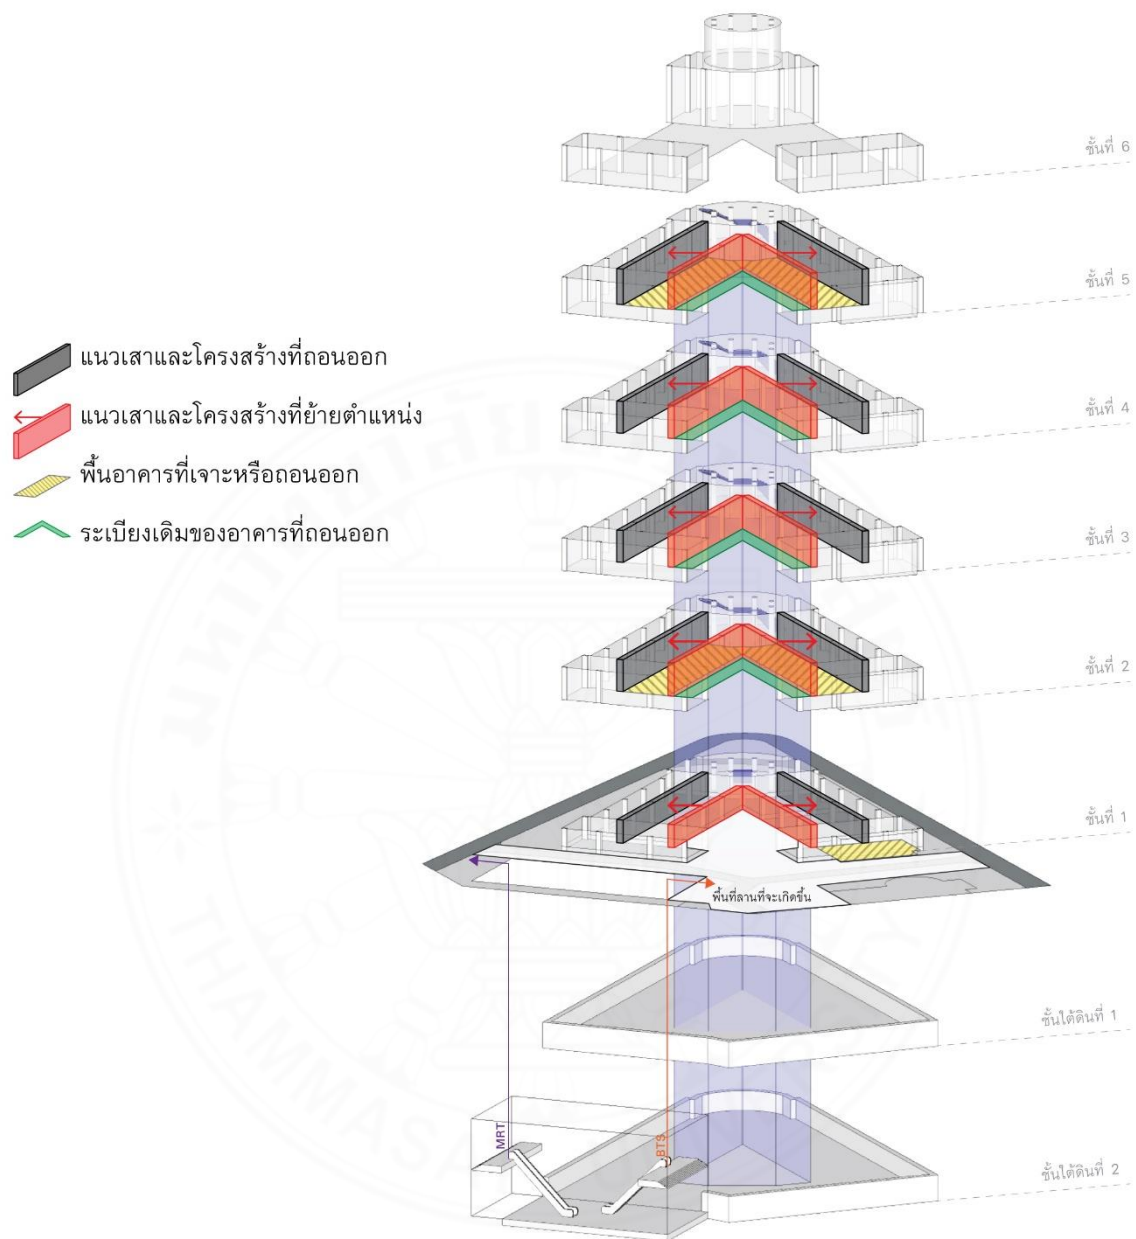 ชั้นที่ 6
ชั้นที่ 5
แนวเสาและโครงสร้างที่ถอนออก
แนวเสาและโครงสร้างที่ย้ายตำแหน่ง
ชั้นที่ 4
พื้นอาคารที่เจาะหรือถอนออก
ระเบียงเดิมของอาคารที่ถอนออก
ชั้นที่ 3
ชั้นที่ 2
ชั้นที่ 1
พื้นที่ลานที่จะเกิดขึ้น
ชั้นใต้ดินที่ 1
MRT
BTS
ชั้นใต้ดินที่ 2
THAMMASA